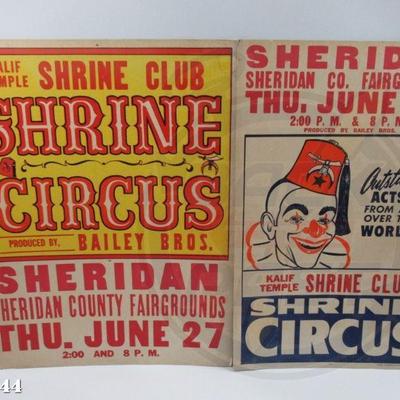 KALIF
TEMPLE SHRINE CLUB
SHRINE
CIRCUS
PRODUCED BY, BAILEY BROS.
SHERIDAN
SHERIDAN COUNTY FAIRGROUNDS
THU. JUNE 27
2:00 AND 8 P. M.
44
SHERID
SHERIDAN CO. FAIRG
THU. JUNE
2:00 P. M. & 8 P. M.
PRODUCED BY, BAILEY BROS.
Outsta
ACTS
FROM A
OVER T
WORL
KALIF
TEMPLE SHRINE CLU
SHRIN
CIRCUS